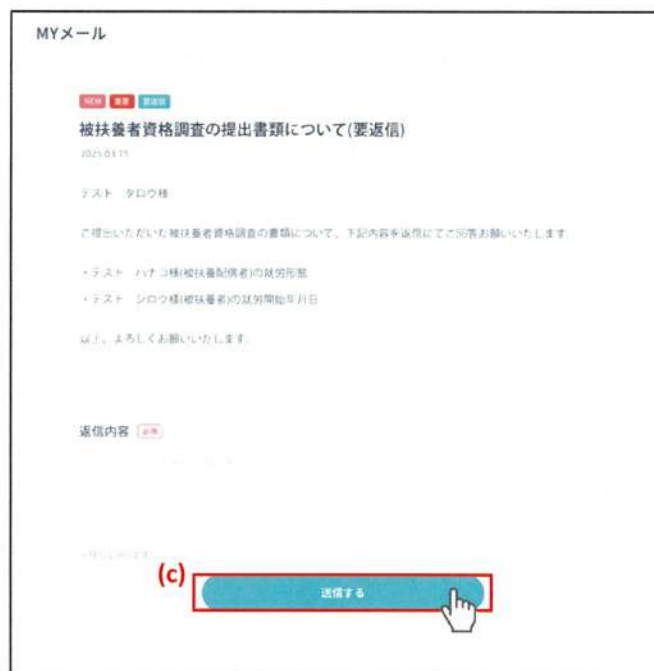 MYメール
NEW 重要 要返信
被扶養者資格調査の提出書類について(要返信)
2025.03.15
テスト タロウ様
ご提出いただいた被扶養者資格調査の書類について、下記内容を返信にてご回答お願いいたします。
・テスト ハナコ様(被扶養配偶者)の就労形態
・テスト シロウ様(被扶養者)の就労開始年月日
以上、よろしくお願いいたします。
返信内容 必須
(c)
送信する